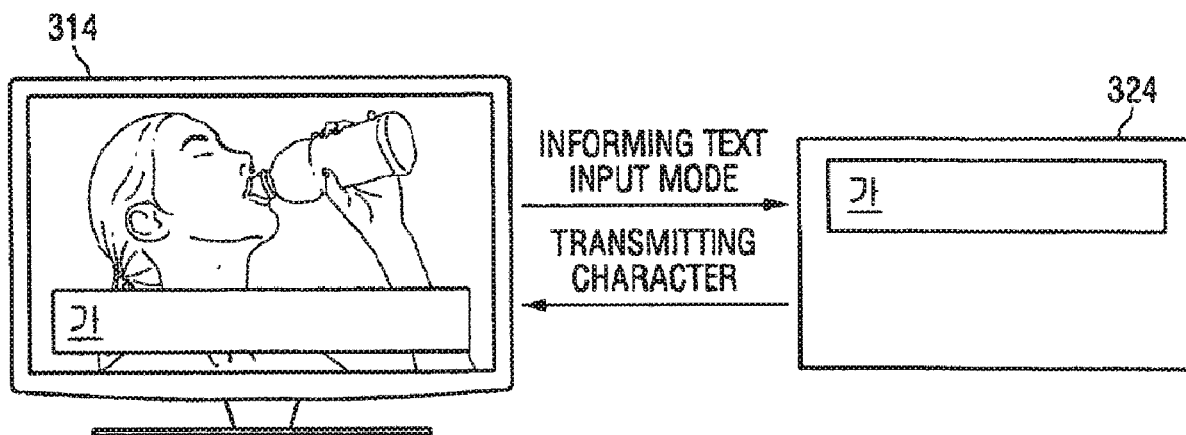 314
324
INFORMING TEXT
INPUT MODE
가
TRANSMITTING
CHARACTER
가